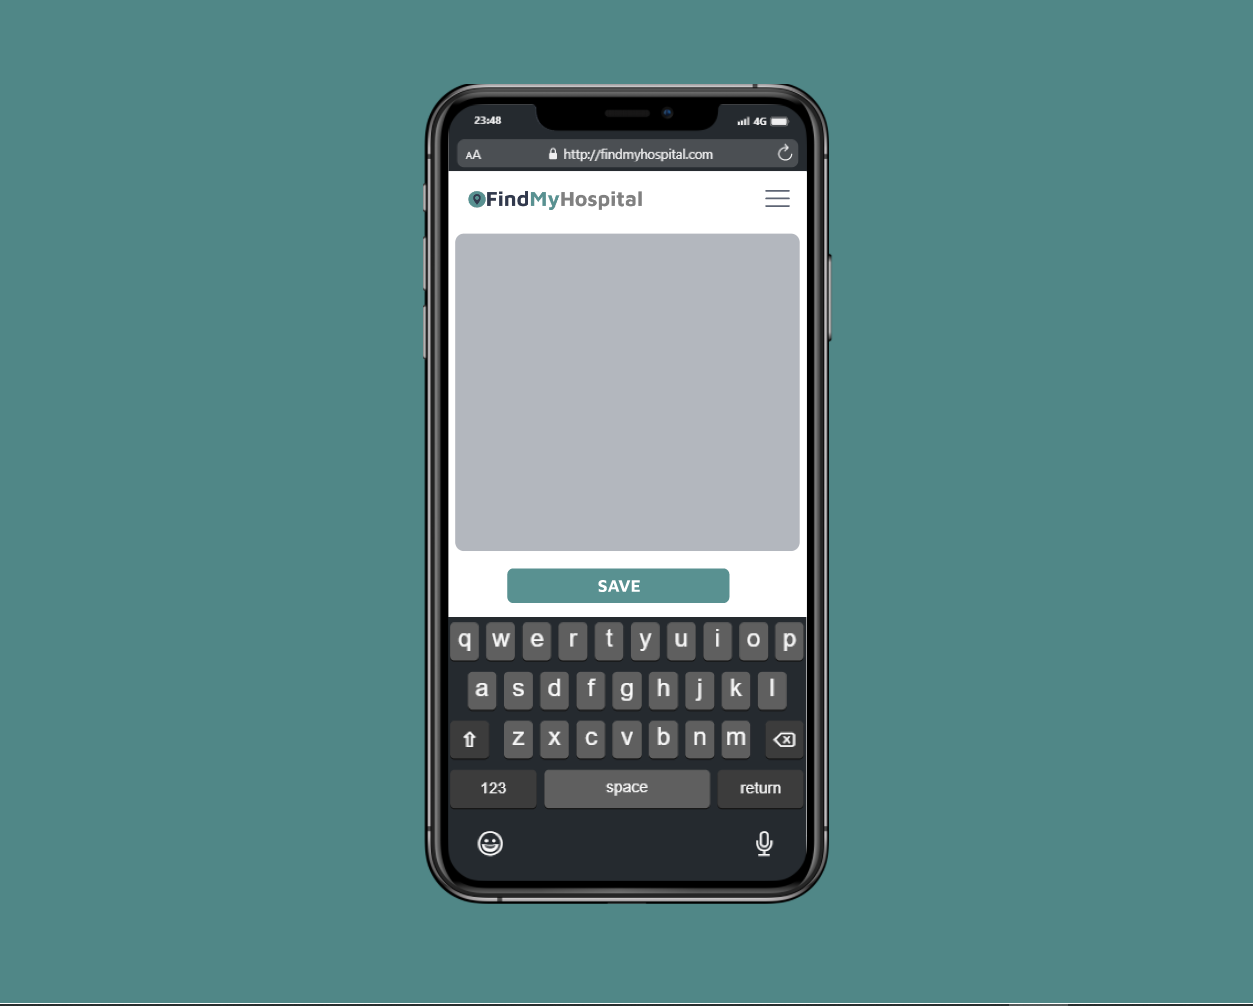 23:48 4G
AA http://findmyhospital.com
FindMyHospital
SAVE
q w e r t y u i o p
a s d f g h j k l
z x c v b n m
123 space return